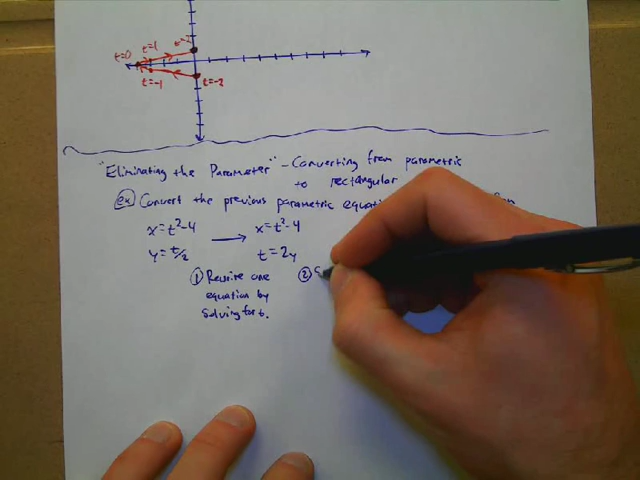 t=0 t=-1 t=2
t=-1 t=-2
"Eliminating the Parameter" - Converting from parametric
to rectangular
ex Convert the previous parametric equati
x=t²-4 → x=t²-4
y=t/2 t=2y
① Rewrite one ② S
equation by
solving for t.